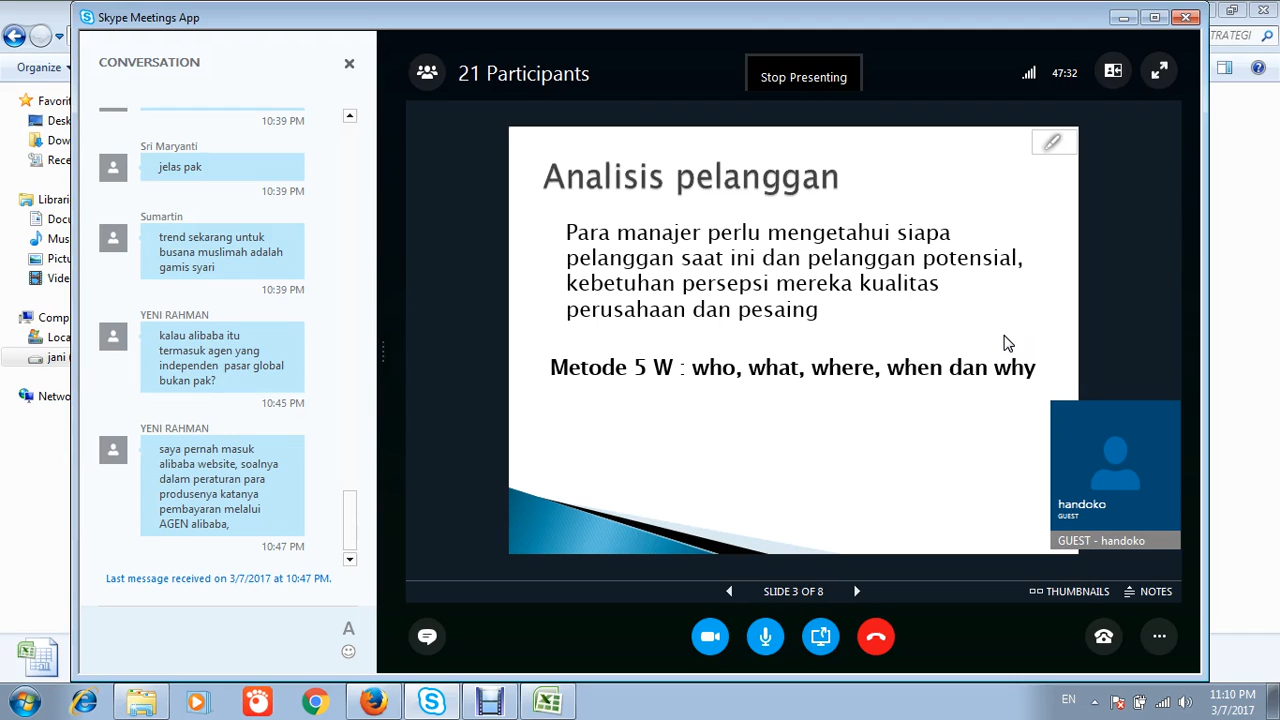 Skype Meetings App
TRATEGI
Organize
Favorit
Desk
Dow
Rece
Librari
Docu
Mus
Pictu
Vide
Comp
Loca
jani
Netwo
CONVERSATION
10:39 PM
Sri Maryanti
jelas pak
10:39 PM
Sumartin
trend sekarang untuk
busana muslimah adalah
gamis syari
10:39 PM
YENI RAHMAN
kalau alibaba itu
termasuk agen yang
independen pasar global
bukan pak?
10:45 PM
YENI RAHMAN
saya pernah masuk
alibaba website, soalnya
dalam peraturan para
produsenya katanya
pembayaran melalui
AGEN alibaba,
10:47 PM
Last message received on 3/7/2017 at 10:47 PM.
A
21 Participants
Stop Presenting
47:32
Analisis pelanggan
Para manajer perlu mengetahui siapa
pelanggan saat ini dan pelanggan potensial,
kebetuhan persepsi mereka kualitas
perusahaan dan pesaing
Metode 5 W : who, what, where, when dan why
handoko
GUEST
GUEST - handoko
SLIDE 3 OF 8
THUMBNAILS
NOTES
EN
11:10 PM
3/7/2017